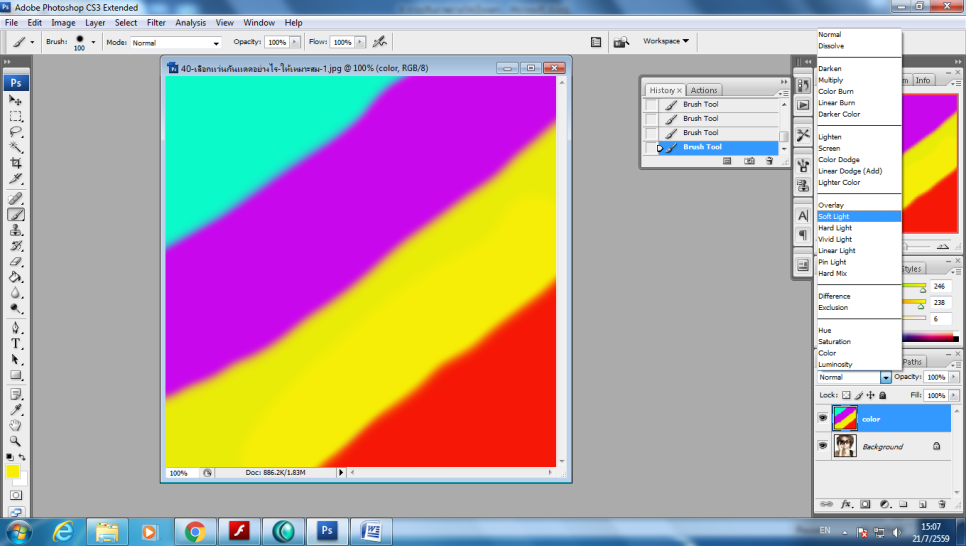 Adobe Photoshop CS3 Extended
File Edit Image Layer Select Filter Analysis View Window Help
Brush: 100 Mode: Normal Opacity: 100% Flow: 100% Workspace
40-เลือกแว่นกันแดดอย่างไร-ให้เหมาะสม-1.jpg @ 100% (color, RGB/8)
100% Doc: 886.2K/1.83M
History × Actions
Brush Tool
Brush Tool
Brush Tool
Brush Tool
Normal
Dissolve
Darken
Multiply
Color Burn
Linear Burn
Darker Color
Lighten
Screen
Color Dodge
Linear Dodge (Add)
Lighter Color
Overlay
Soft Light
Hard Light
Vivid Light
Linear Light
Pin Light
Hard Mix
Difference
Exclusion
Hue
Saturation
Color
Luminosity
Info
Styles
246
238
6
Paths
Normal Opacity: 100%
Lock: Fill: 100%
color
Background
Ps
EN
15:07
21/7/2559